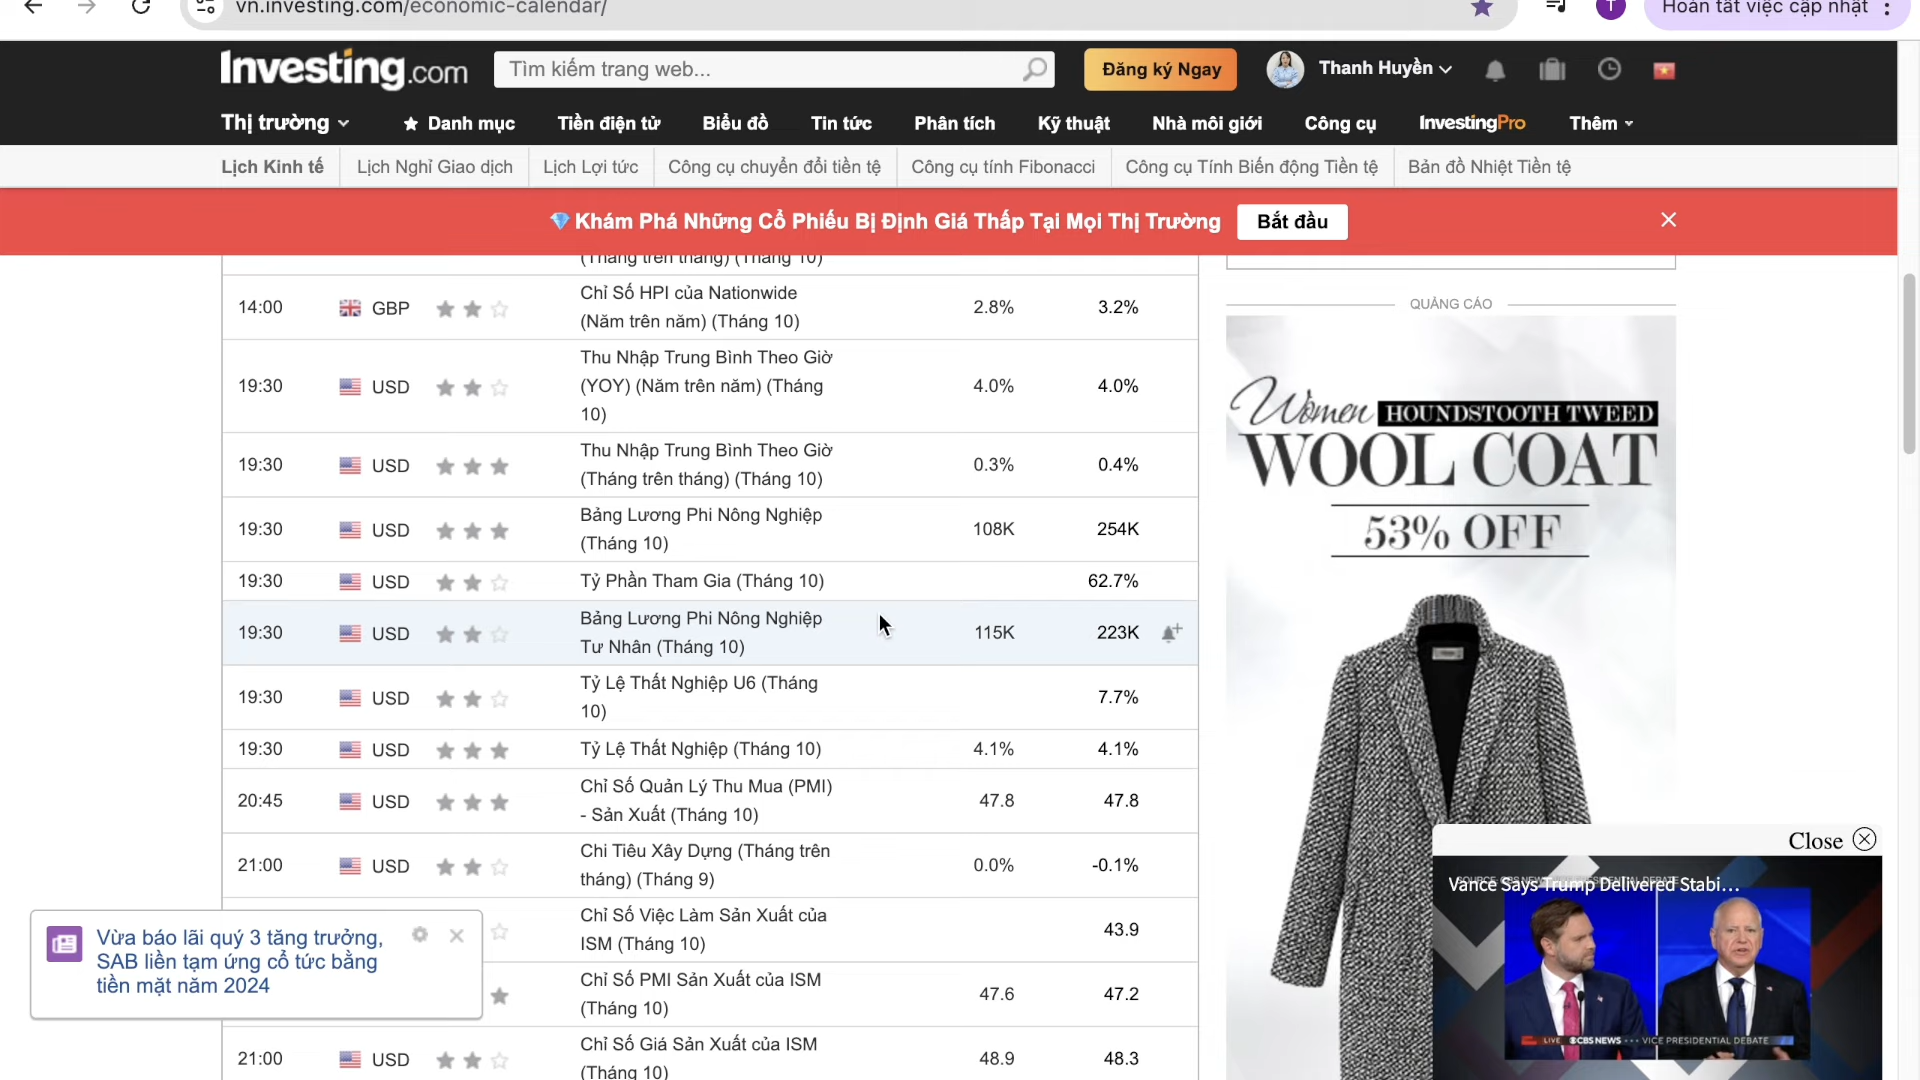 vn.investing.com/economic-calendar/
T
Hoàn tất việc cập nhật
Investing.com
Tìm kiếm trang web...
Đăng ký Ngay
Thanh Huyền
Thị trường
Danh mục
Tiền điện tử
Biểu đồ
Tin tức
Phân tích
Kỹ thuật
Nhà môi giới
Công cụ
InvestingPro
Thêm
Lịch Kinh tế
Lịch Nghỉ Giao dịch
Lịch Lợi tức
Công cụ chuyển đổi tiền tệ
Công cụ tính Fibonacci
Công cụ Tính Biến động Tiền tệ
Bản đồ Nhiệt Tiền tệ
Khám Phá Những Cổ Phiếu Bị Định Giá Thấp Tại Mọi Thị Trường
Bắt đầu
(Tháng trên tháng) (Tháng 10)
14:00 GBP Chỉ Số HPI của Nationwide 2.8% 3.2%
(Năm trên năm) (Tháng 10)
19:30 USD Thu Nhập Trung Bình Theo Giờ 4.0% 4.0%
(YOY) (Năm trên năm) (Tháng
10)
19:30 USD Thu Nhập Trung Bình Theo Giờ 0.3% 0.4%
(Tháng trên tháng) (Tháng 10)
19:30 USD Bảng Lương Phi Nông Nghiệp 108K 254K
(Tháng 10)
19:30 USD Tỷ Phần Tham Gia (Tháng 10) 62.7%
19:30 USD Bảng Lương Phi Nông Nghiệp 115K 223K
Tư Nhân (Tháng 10)
19:30 USD Tỷ Lệ Thất Nghiệp U6 (Tháng 7.7%
10)
19:30 USD Tỷ Lệ Thất Nghiệp (Tháng 10) 4.1% 4.1%
20:45 USD Chỉ Số Quản Lý Thu Mua (PMI) 47.8 47.8
- Sản Xuất (Tháng 10)
21:00 USD Chi Tiêu Xây Dựng (Tháng trên 0.0% -0.1%
tháng) (Tháng 9)
Chỉ Số Việc Làm Sản Xuất của 43.9
ISM (Tháng 10)
Chỉ Số PMI Sản Xuất của ISM 47.6 47.2
(Tháng 10)
21:00 USD Chỉ Số Giá Sản Xuất của ISM 48.9 48.3
(Tháng 10)
Vừa báo lãi quý 3 tăng trưởng,
SAB liền tạm ứng cổ tức bằng
tiền mặt năm 2024
QUẢNG CÁO
Women HOUNDSTOOTH TWEED
WOOL COAT
53% OFF
Close
Vance Says Trump Delivered Stabi...
LIVE CBS NEWS VICE PRESIDENTIAL DEBATE